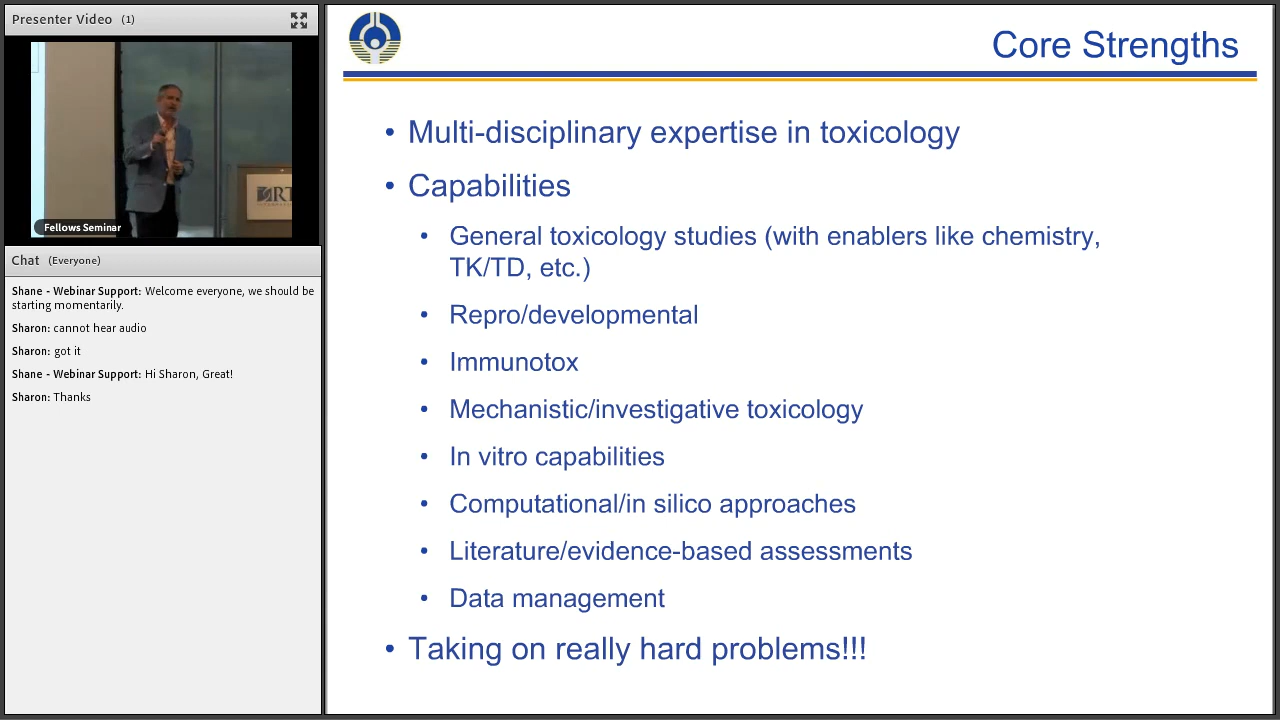 Presenter Video (1)
Fellows Seminar
Chat (Everyone)
Shane - Webinar Support: Welcome everyone, we should be
starting momentarily.
Sharon: cannot hear audio
Sharon: got it
Shane - Webinar Support: Hi Sharon, Great!
Sharon: Thanks
Core Strengths
• Multi-disciplinary expertise in toxicology
• Capabilities
• General toxicology studies (with enablers like chemistry,
TK/TD, etc.)
• Repro/developmental
• Immunotox
• Mechanistic/investigative toxicology
• In vitro capabilities
• Computational/in silico approaches
• Literature/evidence-based assessments
• Data management
• Taking on really hard problems!!!